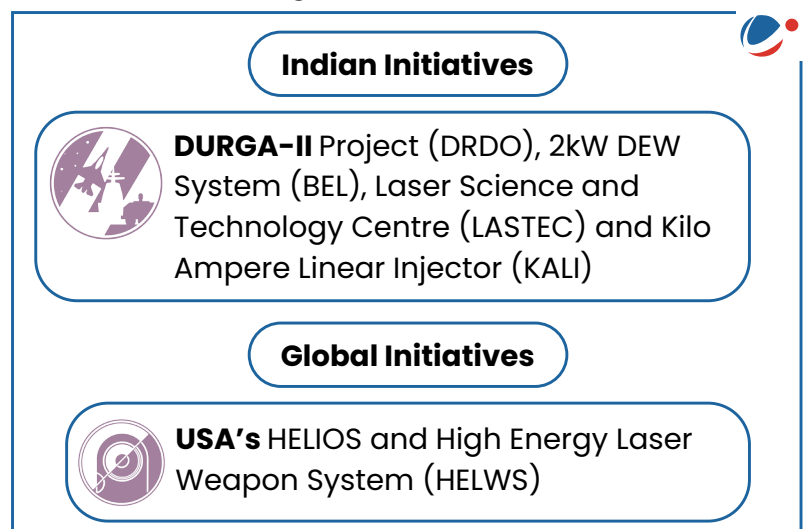 Indian Initiatives
DURGA-II Project (DRDO), 2kW DEW
System (BEL), Laser Science and
Technology Centre (LASTEC) and Kilo
Ampere Linear Injector (KALI)
Global Initiatives
USA’s HELIOS and High Energy Laser
Weapon System (HELWS)